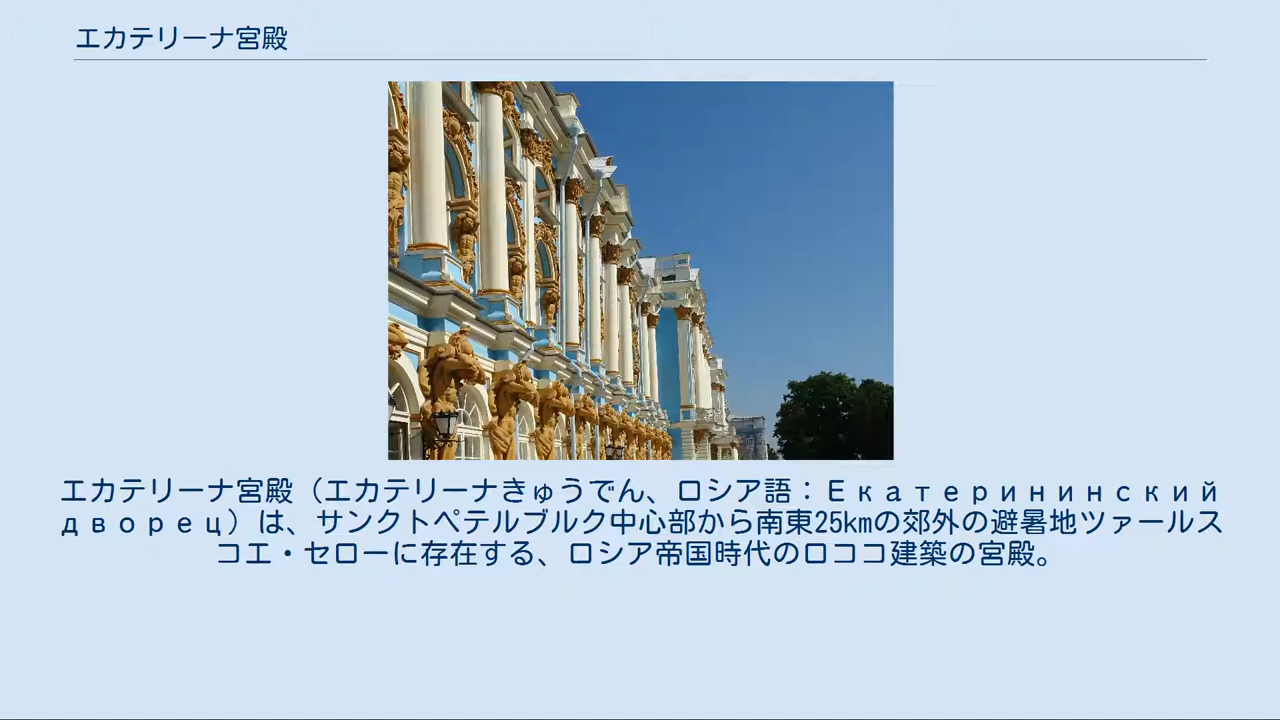 エカテリーナ宮殿
エカテリーナ宮殿（エカテリーナきゅうでん、ロシア語：Екатерининский
дворец）は、サンクトペテルブルク中心部から南東25kmの郊外の避暑地ツァールス
コエ・セローに存在する、ロシア帝国時代のロココ建築の宮殿。